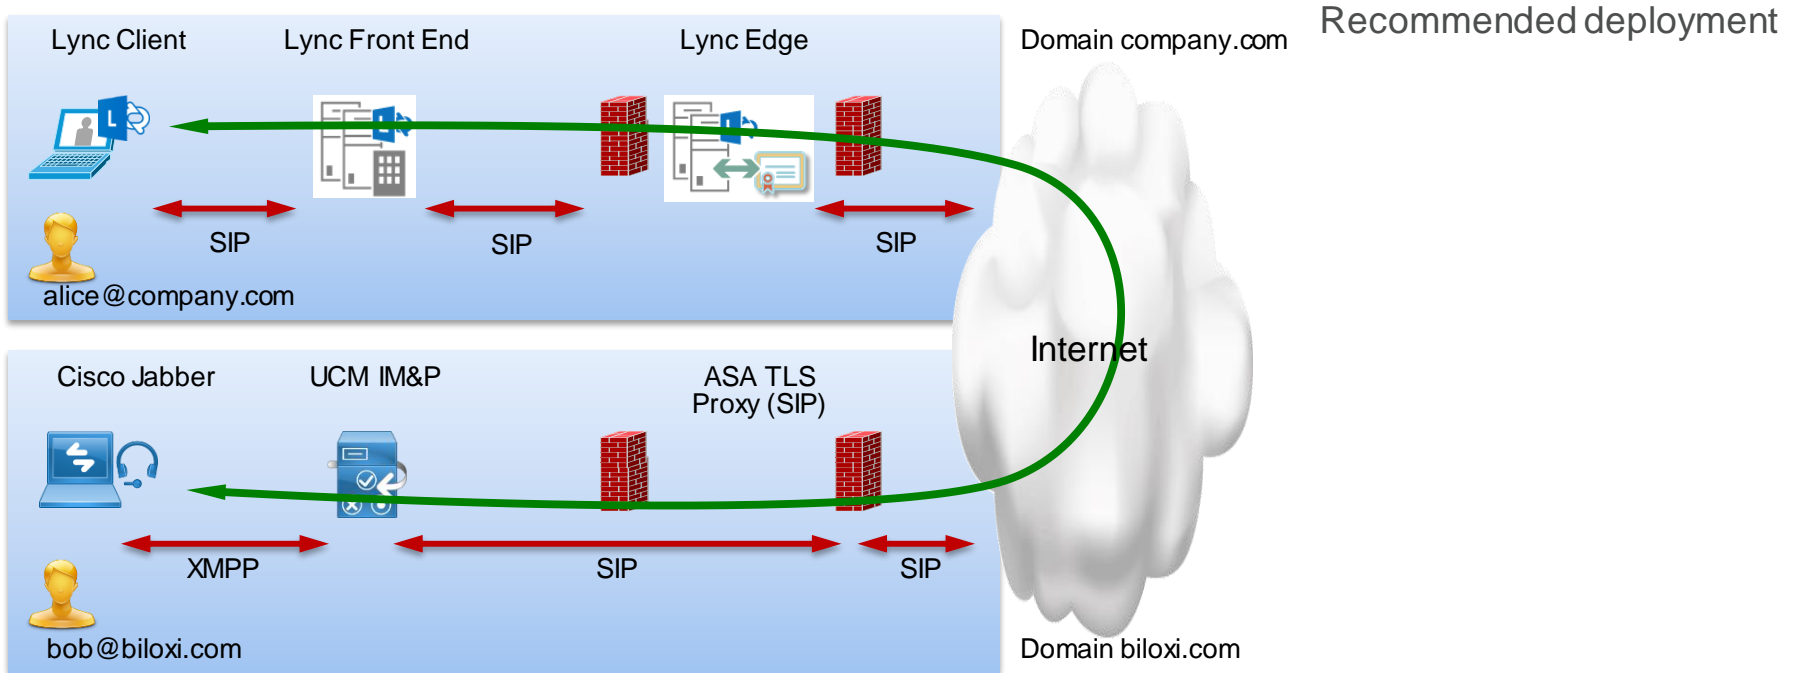 Recommended deployment
Lync Client
Lync Front End
Lync Edge
Domain company.com
L
SIP
SIP
SIP
alice@company.com
Internet
Cisco Jabber
UCM IM&P
ASA TLS
Proxy (SIP)
XMPP
SIP
SIP
bob@biloxi.com
Domain biloxi.com